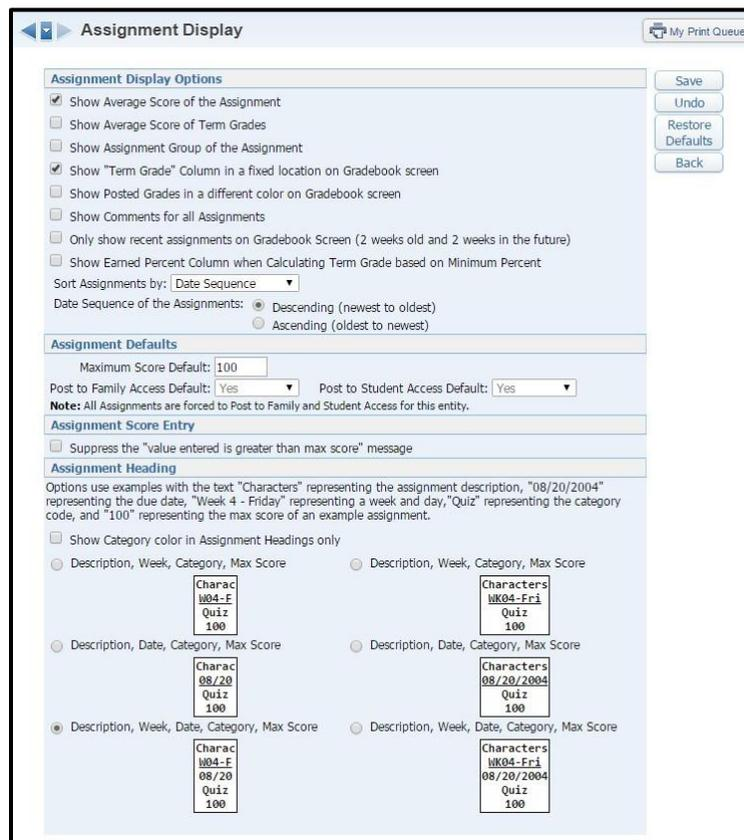 Assignment Display
My Print Queue
Assignment Display Options
Save
Show Average Score of the Assignment
Undo
Show Average Score of Term Grades
Restore
Defaults
Show Assignment Group of the Assignment
Show "Term Grade" Column in a fixed location on Gradebook screen
Back
Show Posted Grades in a different color on Gradebook screen
Show Comments for all Assignments
Only show recent assignments on Gradebook Screen (2 weeks old and 2 weeks in the future)
Show Earned Percent Column when Calculating Term Grade based on Minimum Percent
Sort Assignments by: Date Sequence
Date Sequence of the Assignments: Descending (newest to oldest)
Ascending (oldest to newest)
Assignment Defaults
Maximum Score Default: 100
Post to Family Access Default: Yes Post to Student Access Default: Yes
Note: All Assignments are forced to Post to Family and Student Access for this entity.
Assignment Score Entry
Suppress the "value entered is greater than max score" message
Assignment Heading
Options use examples with the text "Characters" representing the assignment description, "08/20/2004"
representing the due date, "Week 4 - Friday" representing a week and day,"Quiz" representing the category
code, and "100" representing the max score of an example assignment.
Show Category color in Assignment Headings only
Description, Week, Category, Max Score
Charac
W04-F
Quiz
100
Description, Week, Category, Max Score
Characters
WK04-Fri
Quiz
100
Description, Date, Category, Max Score
Charac
08/20
Quiz
100
Description, Date, Category, Max Score
Characters
08/20/2004
Quiz
100
Description, Week, Date, Category, Max Score
Charac
W04-F
08/20
Quiz
100
Description, Week, Date, Category, Max Score
Characters
WK04-Fri
08/20/2004
Quiz
100